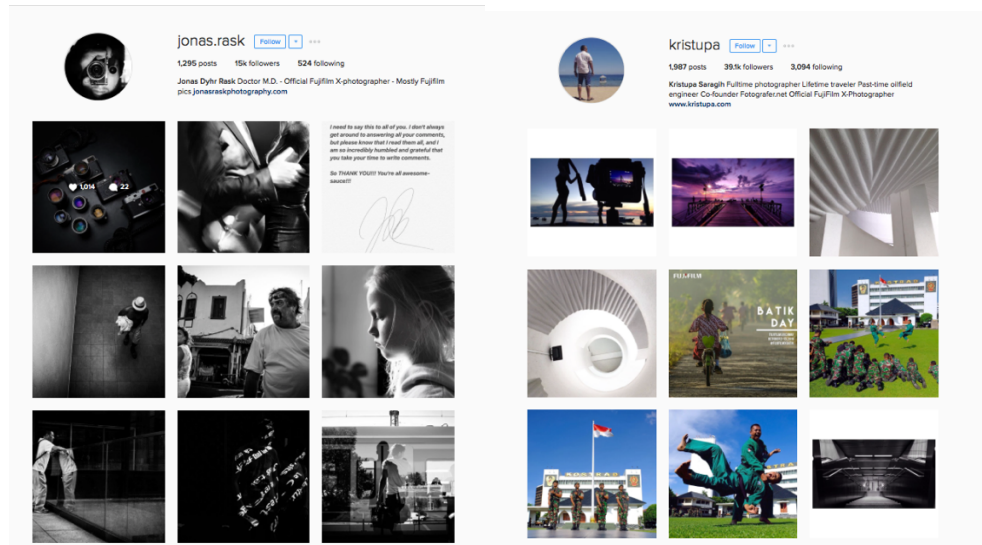 jonas.rask Follow
1,295 posts 15k followers 524 following
Jonas Dyhr Rask Doctor M.D. - Official Fujifilm X-photographer - Mostly Fujifilm
pics jonasraskphotography.com
1,014 22
I need to say this to all of you. I don't always
get around to answering all your comments,
but please know that I read them all, and I
am so incredibly humbled and grateful that
you take your time to write comments.
So THANK YOU!!! You're all awesome-
sauce!!!
kristupa Follow
1,987 posts 39.1k followers 3,094 following
Kristupa Saragih Fulltime photographer Lifetime traveler Past-time oilfield
engineer Co-founder Fotografer.net Official FujiFilm X-Photographer
www.kristupa.com
FUJIFILM
BATIK
DAY